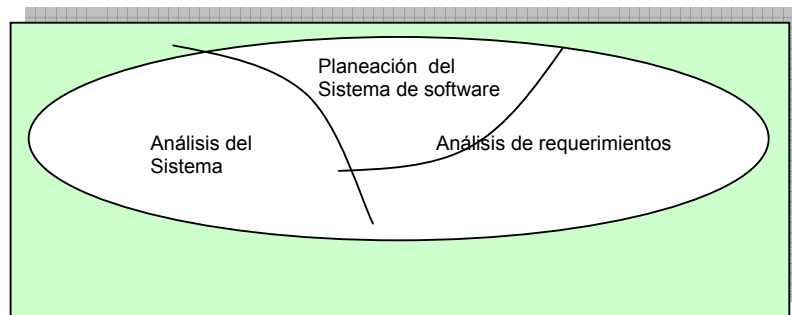 Planeación del
Sistema de software
Análisis del
Sistema
Análisis de requerimientos